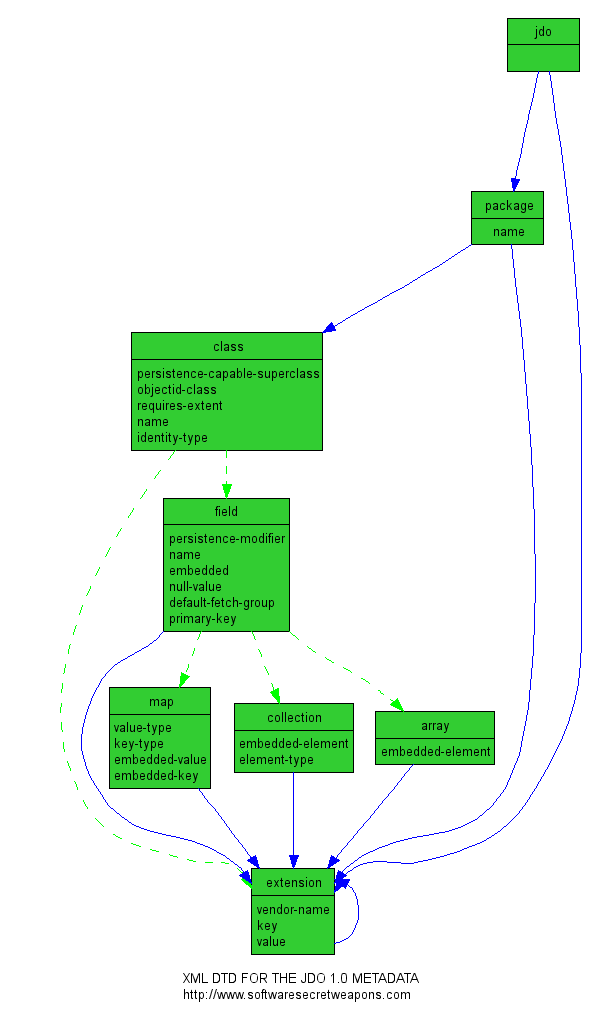 jdo
package
name
class
persistence-capable-superclass
objectid-class
requires-extent
name
identity-type
field
persistence-modifier
name
embedded
null-value
default-fetch-group
primary-key
map
value-type
key-type
embedded-value
embedded-key
collection
embedded-element
element-type
array
embedded-element
extension
vendor-name
key
value
XML DTD FOR THE JDO 1.0 METADATA
http://www.softwaresecretweapons.com